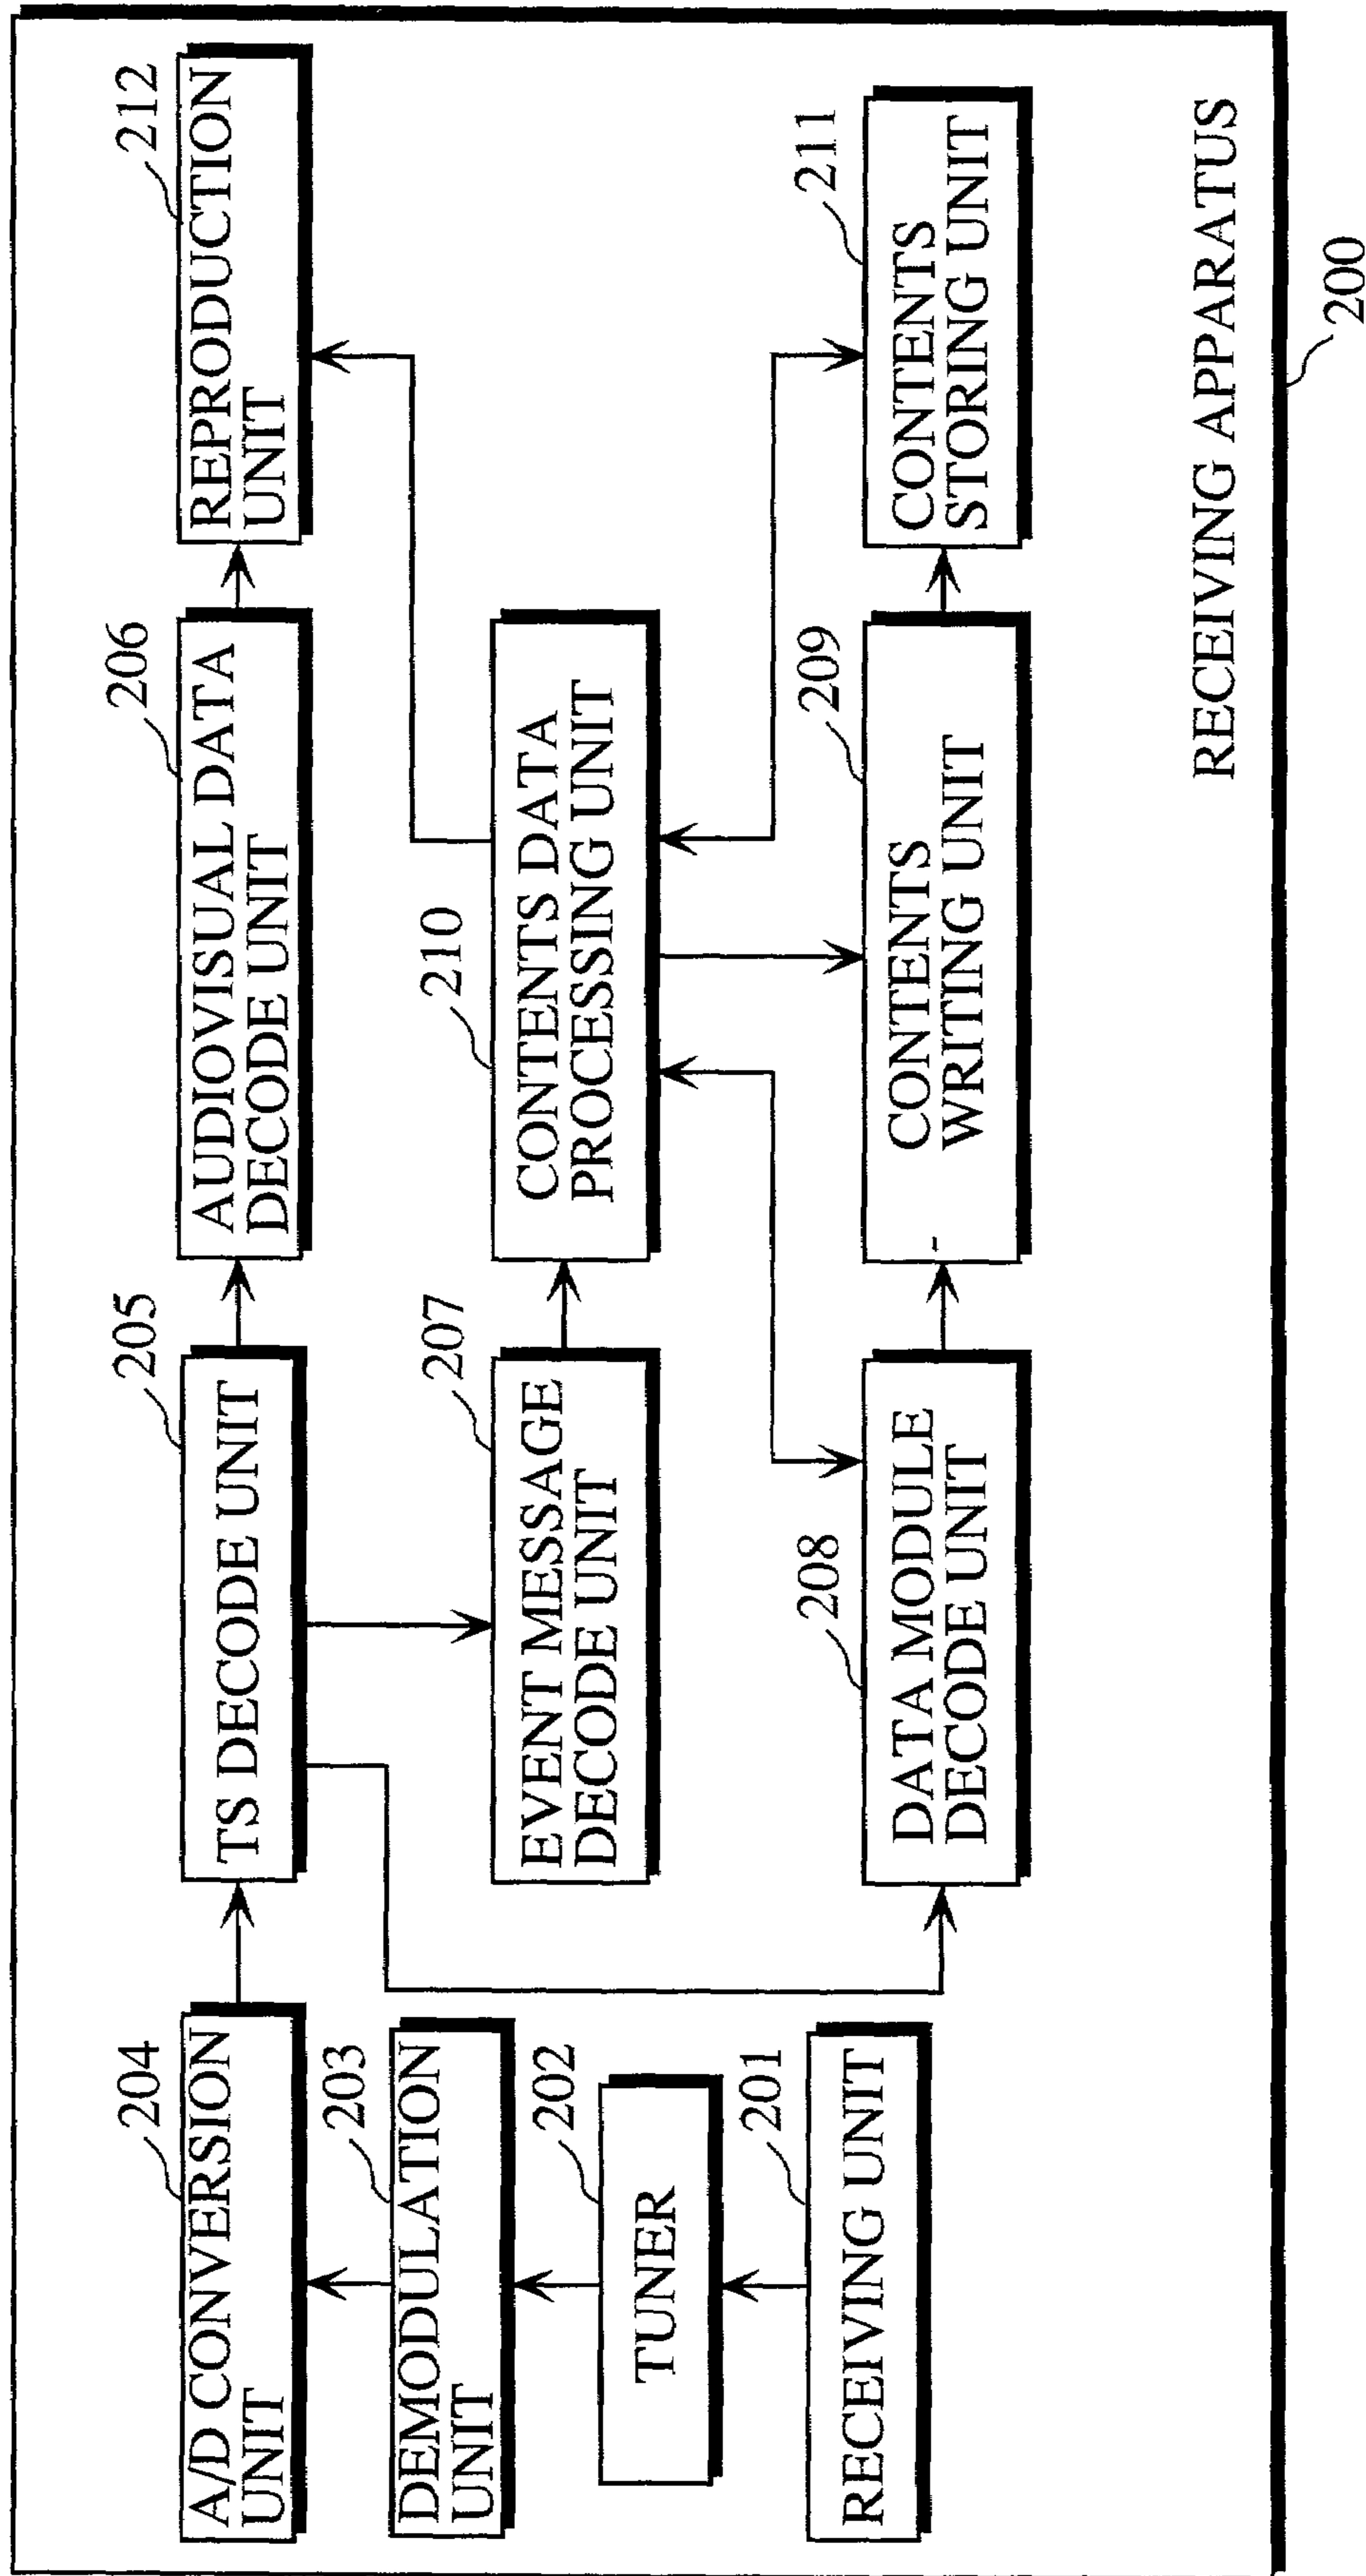 204
A/D CONVERSION
UNIT
203
DEMODULATION
UNIT
202
TUNER
201
RECEIVING UNIT
205
TS DECODE UNIT
207
EVENT MESSAGE
DECODE UNIT
208
DATA MODULE
DECODE UNIT
206
AUDIOVISUAL DATA
DECODE UNIT
210
CONTENTS DATA
PROCESSING UNIT
209
CONTENTS
WRITING UNIT
212
REPRODUCTION
UNIT
211
CONTENTS
STORING UNIT
RECEIVING APPARATUS
200